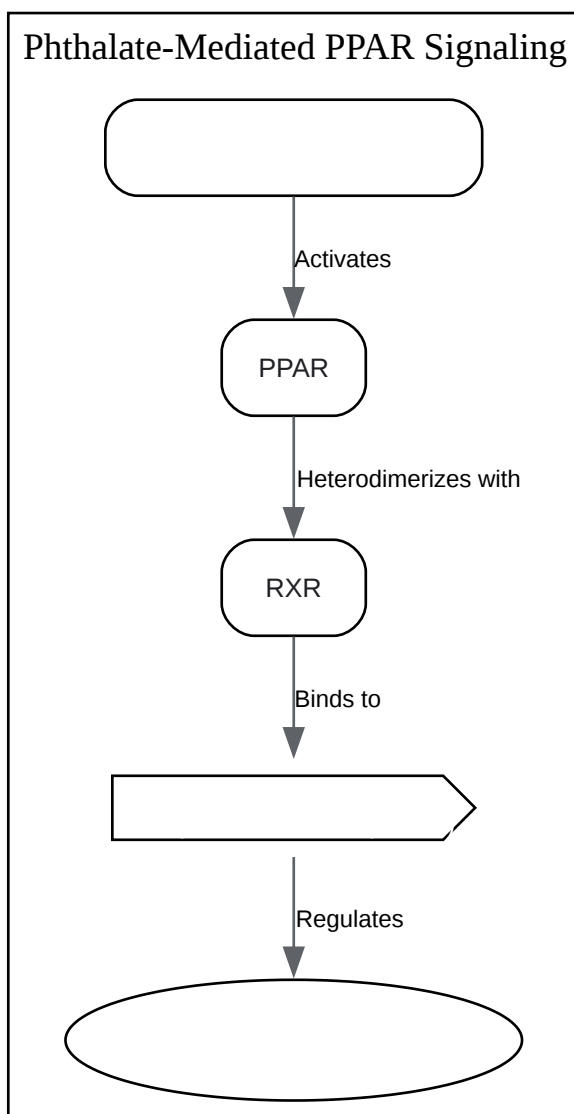 Phthalate-Mediated PPAR Signaling
Activates
PPAR
Heterodimerizes with
RXR
Binds to
Regulates